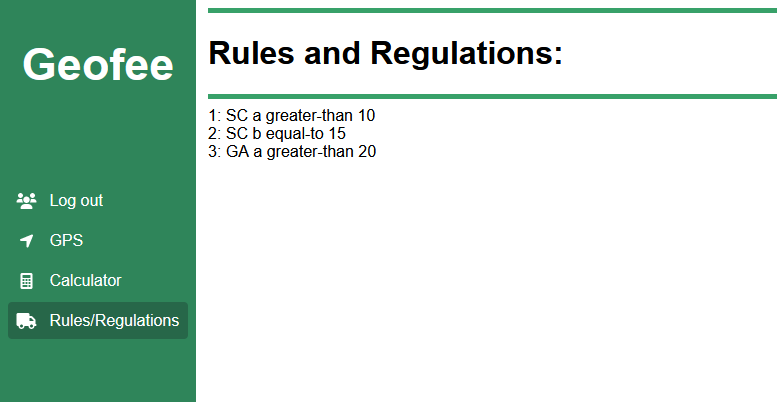 Geofee
Log out
GPS
Calculator
Rules/Regulations
Rules and Regulations:
1: SC a greater-than 10
2: SC b equal-to 15
3: GA a greater-than 20